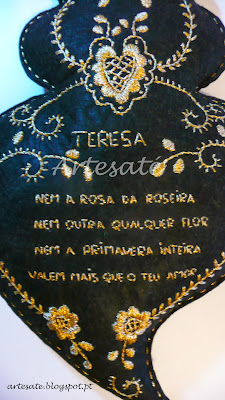 TERESA
Artesaté
NEM A ROSA DA ROSEIRA
NEM OUTRA QUALQUER FLOR
NEM A PRIMAVERA INTEIRA
VALEM MAIS QUE O TEU AMOR
artesate.blogspot.pt